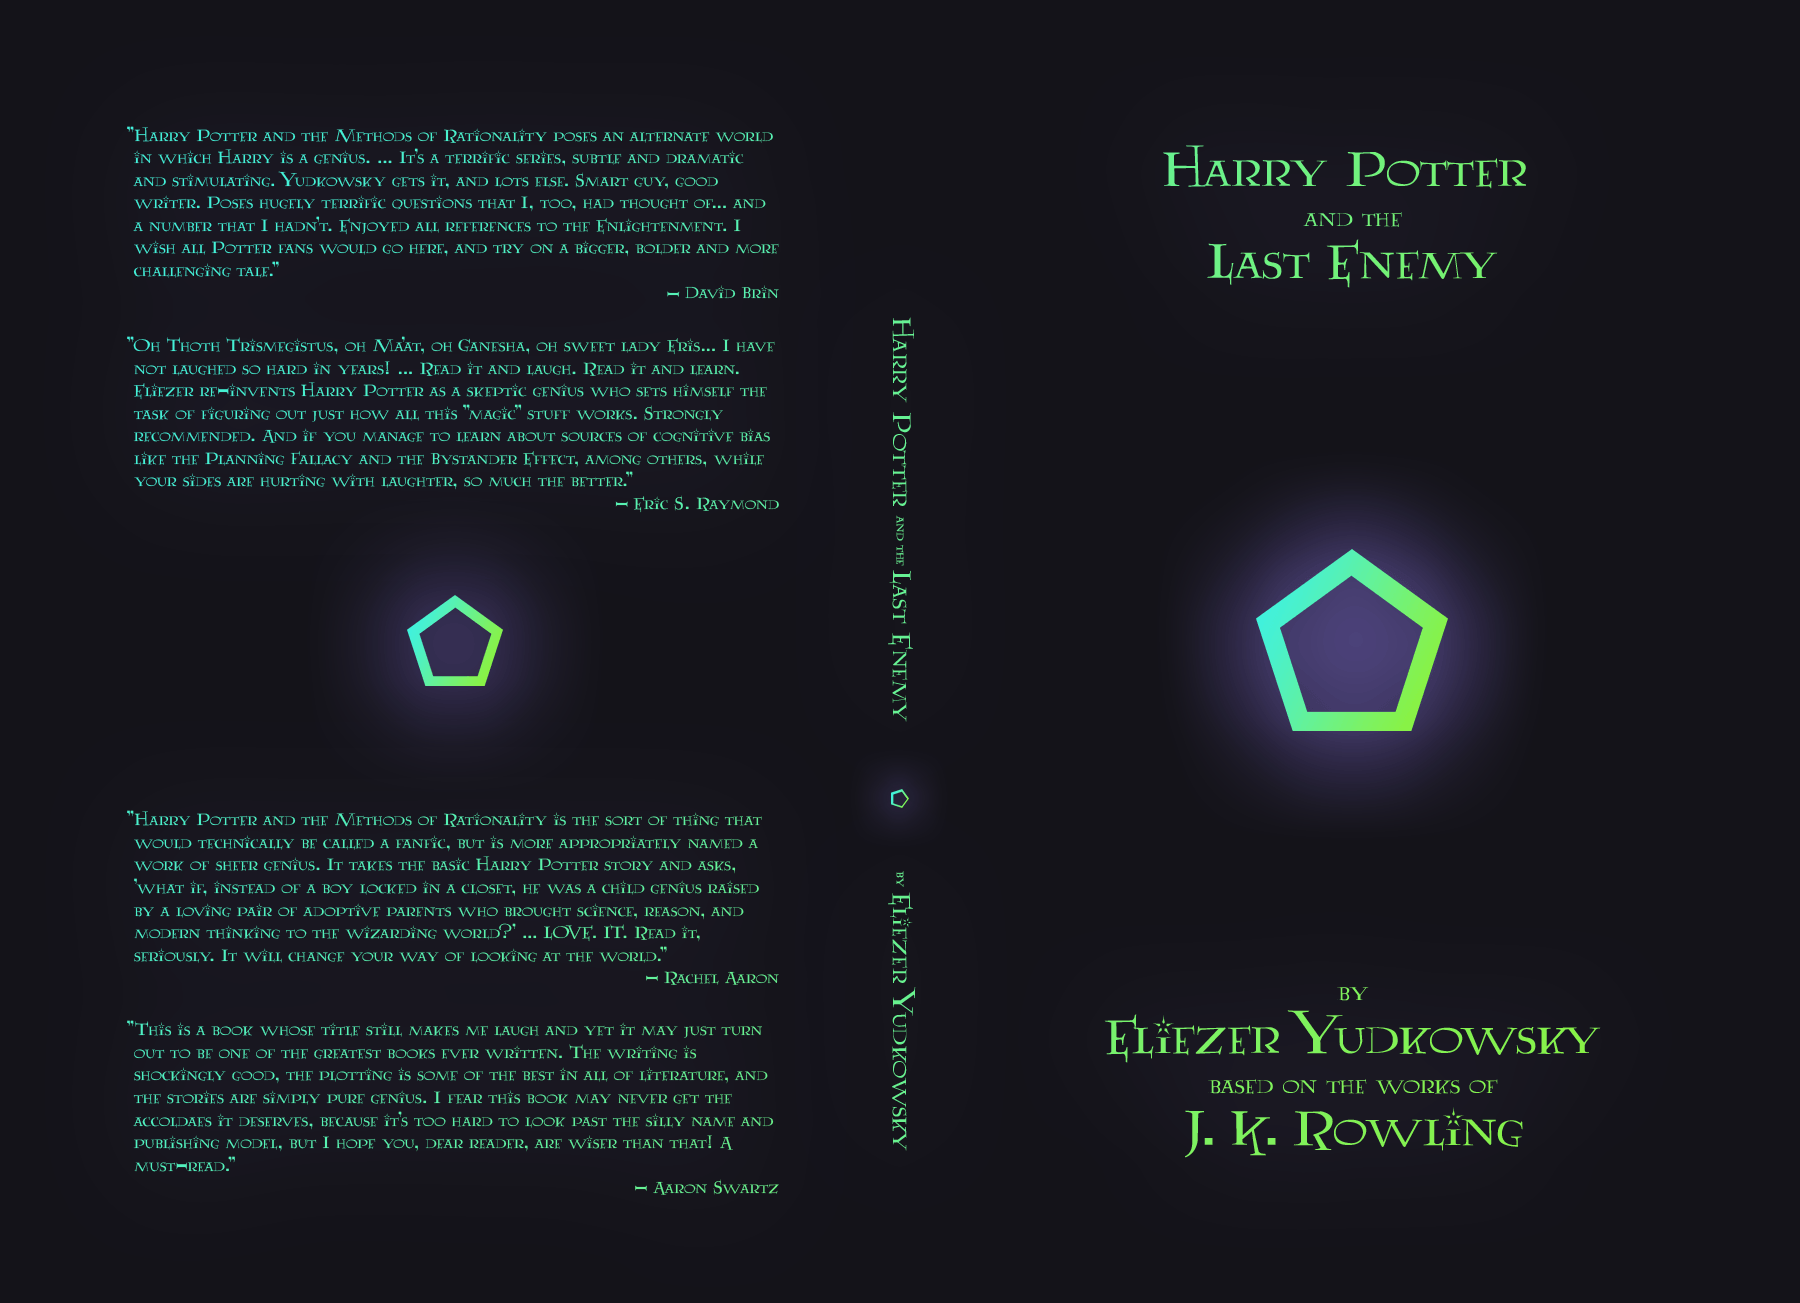 "Harry Potter and the Methods of Rationality poses an alternate world
in which Harry is a genius. ... It's a terrific series, subtle and dramatic
and stimulating. Yudkowsky gets it, and lots else. Smart guy, good
writer. Poses hugely terrific questions that I, too, had thought of... and
a number that I hadn't. Enjoyed all references to the Enlightenment. I
wish all Potter fans would go here, and try on a bigger, bolder and more
challenging tale."
- David Brin
"Oh Thoth Trismegistus, oh Ma'at, oh Ganesha, oh sweet lady Eris... I have
not laughed so hard in years! ... Read it and laugh. Read it and learn.
Eliezer re-invents Harry Potter as a skeptic genius who sets himself the
task of figuring out just how all this "magic" stuff works. Strongly
recommended. And if you manage to learn about sources of cognitive bias
like the Planning Fallacy and the Bystander Effect, among others, while
your sides are hurting with laughter, so much the better."
- Eric S. Raymond
"Harry Potter and the Methods of Rationality is the sort of thing that
would technically be called a fanfic, but is more appropriately named a
work of sheer genius. It takes the basic Harry Potter story and asks,
'what if, instead of a boy locked in a closet, he was a child genius raised
by a loving pair of adoptive parents who brought science, reason, and
modern thinking to the wizarding world?' ... LOVE. IT. Read it,
seriously. It will change your way of looking at the world."
- Rachel Aaron
"This is a book whose title still makes me laugh and yet it may just turn
out to be one of the greatest books ever written. The writing is
shockingly good, the plotting is some of the best in all of literature, and
the stories are simply pure genius. I fear this book may never get the
accoldaes it deserves, because it's too hard to look past the silly name and
publishing model, but I hope you, dear reader, are wiser than that! A
must-read."
- Aaron Swartz
Harry Potter and the Last Enemy
by Eliezer Yudkowsky
Harry Potter
and the
Last Enemy
by
Eliezer Yudkowsky
based on the works of
J. K. Rowling